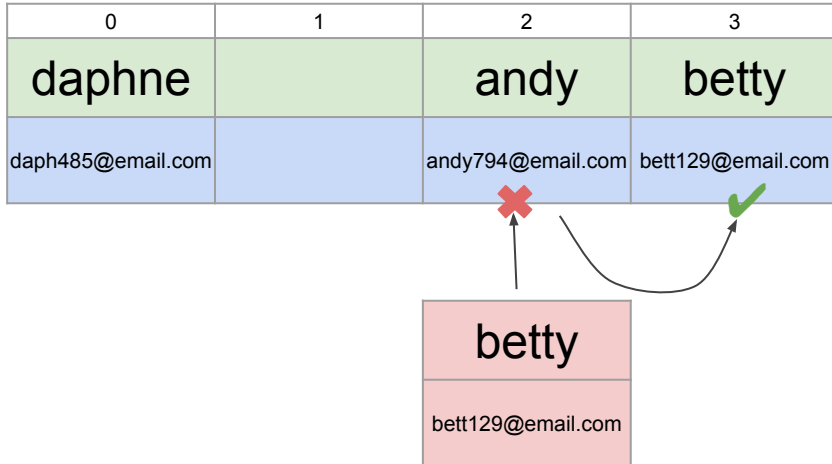 0 1 2 3
daphne andy betty
daph485@email.com andy794@email.com bett129@email.com
betty
bett129@email.com